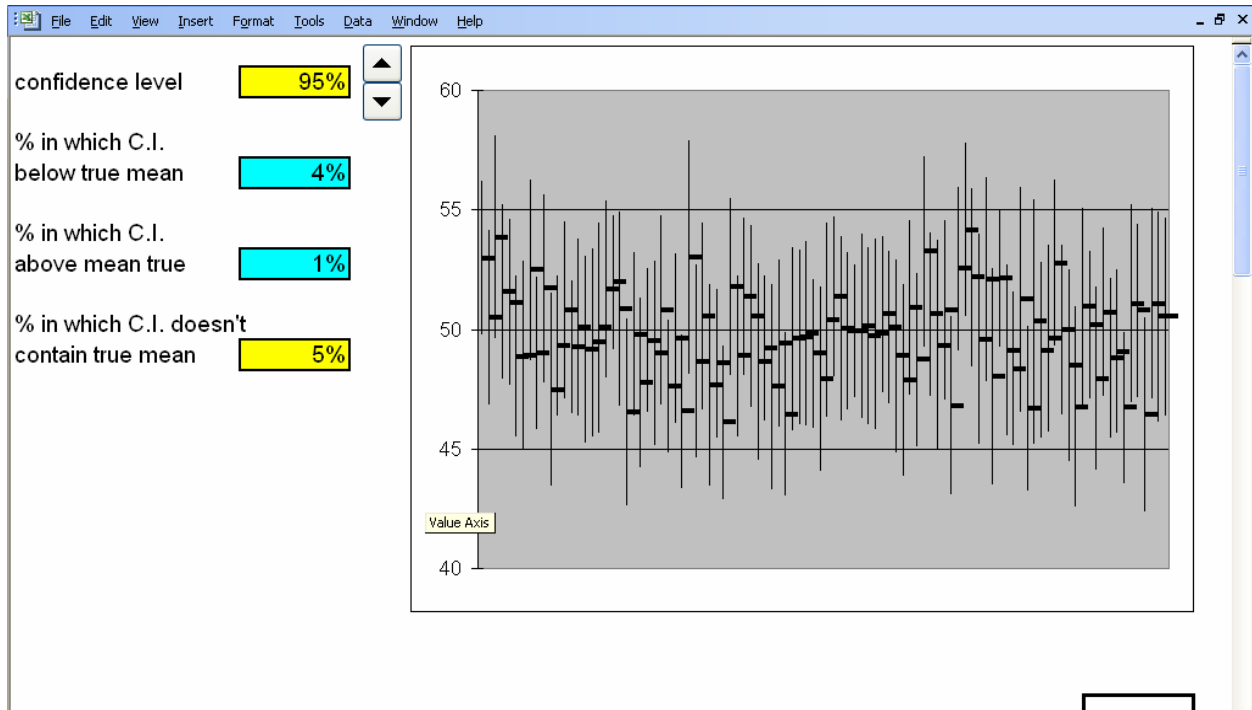 File Edit View Insert Format Tools Data Window Help
confidence level 95%
% in which C.I.
below true mean 4%
% in which C.I.
above mean true 1%
% in which C.I. doesn't
contain true mean 5%
60
55
50
45
Value Axis
40